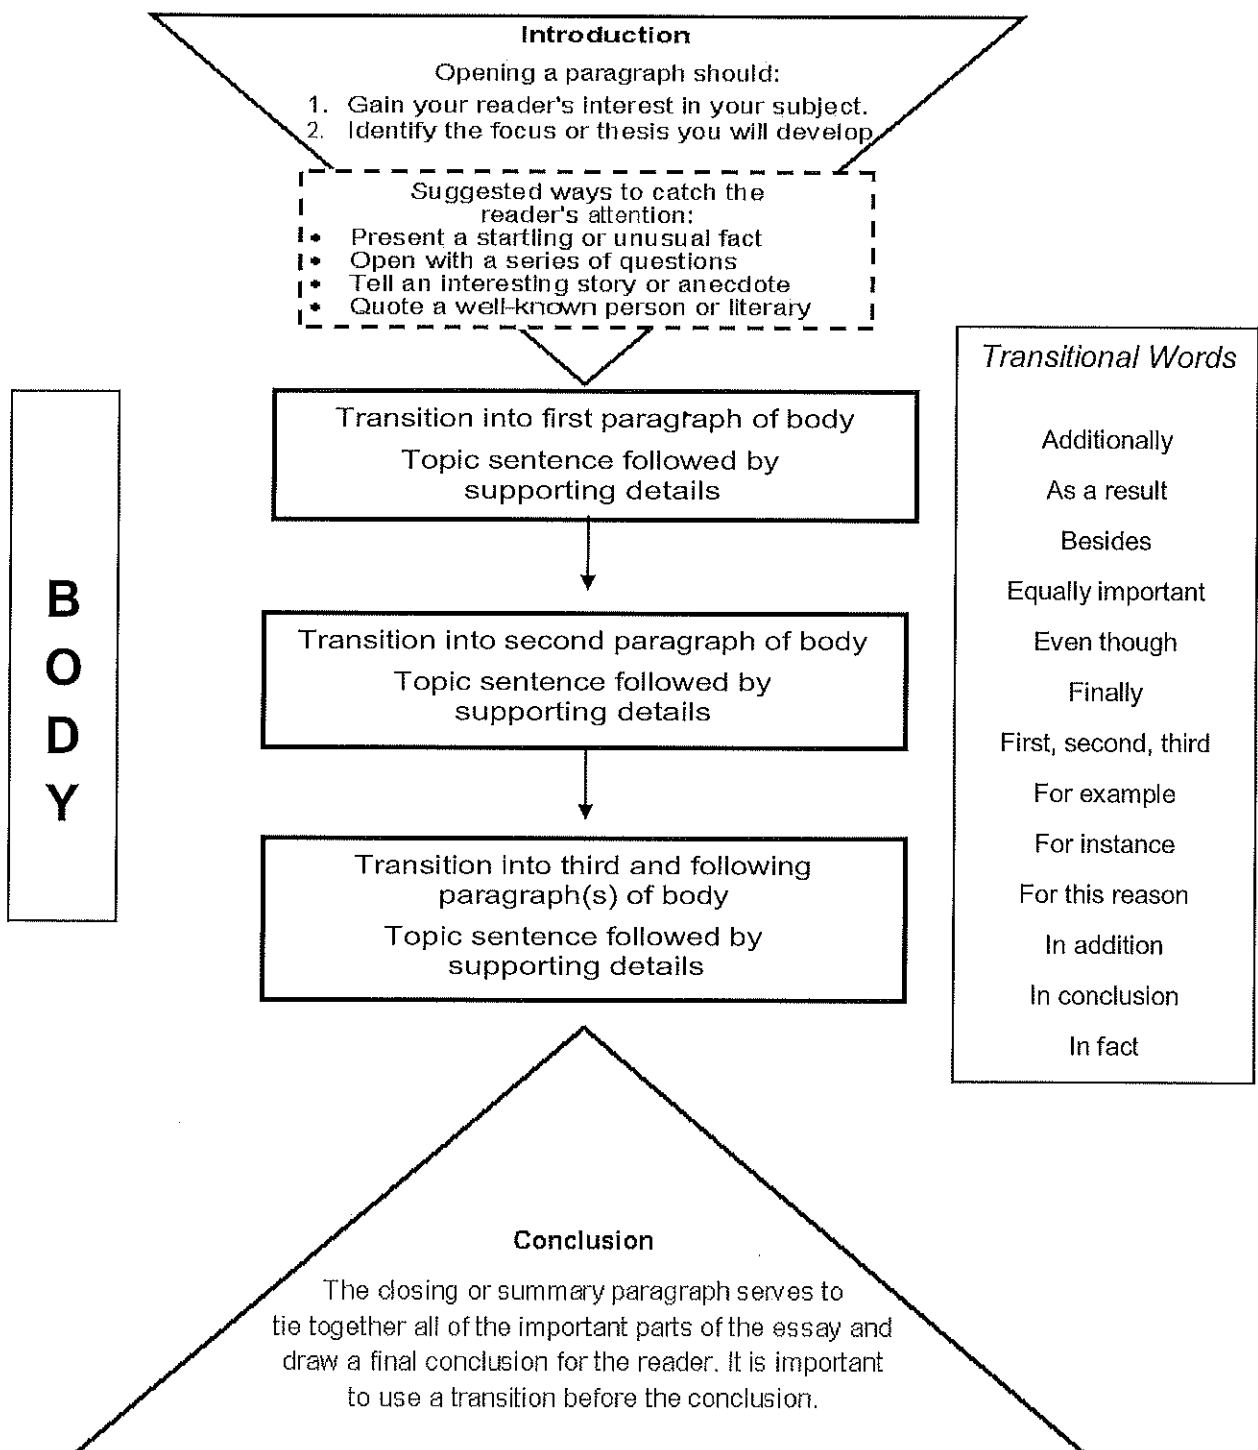 Introduction
Opening a paragraph should:
1. Gain your reader's interest in your subject.
2. Identify the focus or thesis you will develop
Suggested ways to catch the
reader's attention:
• Present a startling or unusual fact
• Open with a series of questions
• Tell an interesting story or anecdote
• Quote a well-known person or literary
BODY
Transition into first paragraph of body
Topic sentence followed by
supporting details
Transition into second paragraph of body
Topic sentence followed by
supporting details
Transition into third and following
paragraph(s) of body
Topic sentence followed by
supporting details
Transitional Words
Additionally
As a result
Besides
Equally important
Even though
Finally
First, second, third
For example
For instance
For this reason
In addition
In conclusion
In fact
Conclusion
The closing or summary paragraph serves to
tie together all of the important parts of the essay and
draw a final conclusion for the reader. It is important
to use a transition before the conclusion.